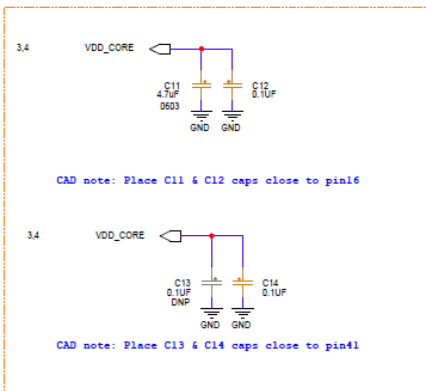 3,4 VDD_CORE
C11 C12
4.7uF 0.1UF
0603
GND GND
CAD note: Place C11 & C12 caps close to pin16
3,4 VDD_CORE
C13 C14
0.1UF 0.1UF
DNP
GND GND
CAD note: Place C13 & C14 caps close to pin41